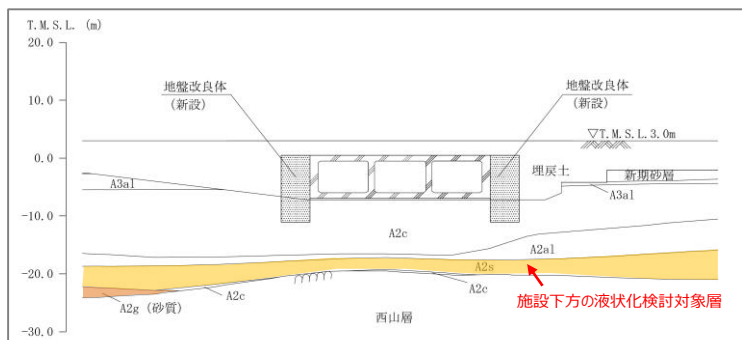 T.M.S.L. (m)
20.0
10.0
0.0
-10.0
-20.0
-30.0
地盤改良体
(新設)
地盤改良体
(新設)
▽T.M.S.L.3.0m
埋戻土
新期砂層
A3a1
A3a1
A2c
A2a1
A2s
A2c
A2c
A2g (砂質)
施設下方の液状化検討対象層
西山層